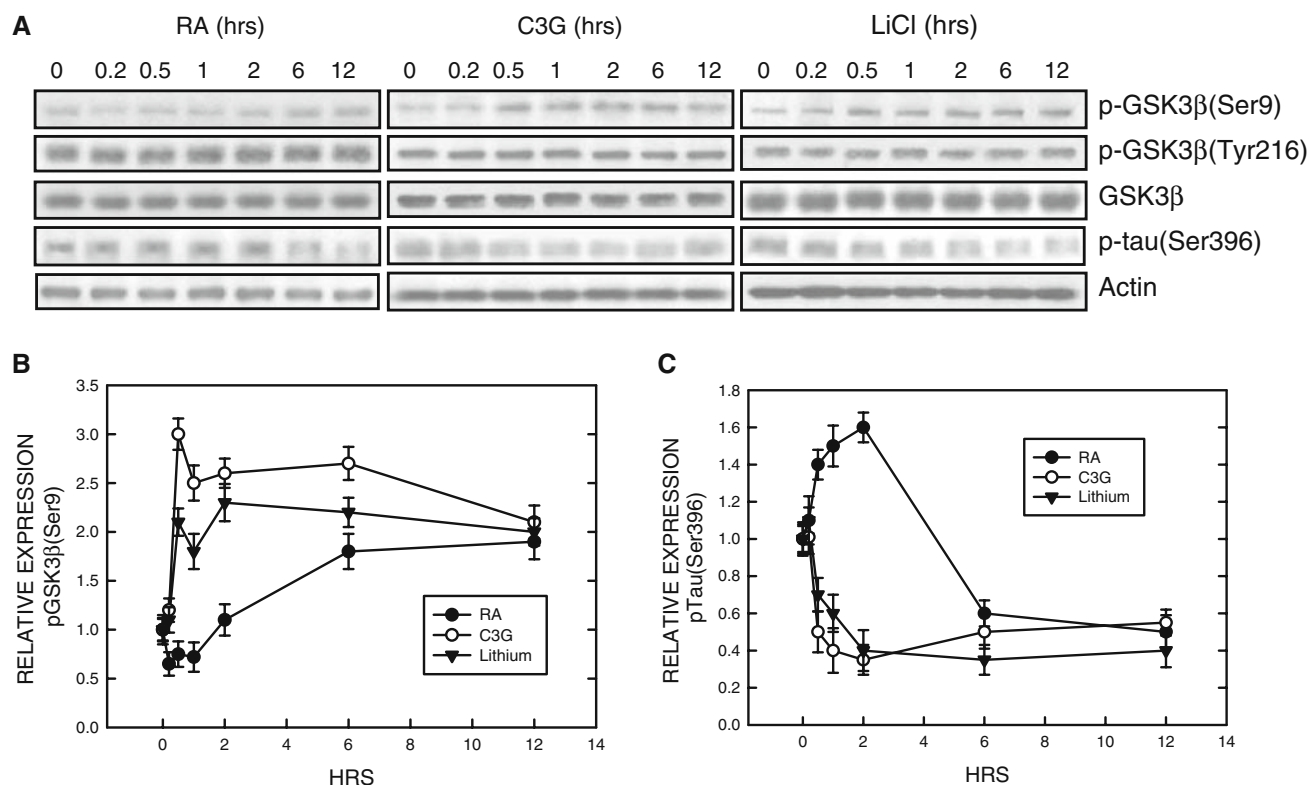 A
RA (hrs)
C3G (hrs)
LiCl (hrs)
0 0.2 0.5 1 2 6 12
0 0.2 0.5 1 2 6 12
0 0.2 0.5 1 2 6 12
p-GSK3β(Ser9)
p-GSK3β(Tyr216)
GSK3β
p-tau(Ser396)
Actin
B
RELATIVE EXPRESSION
pGSK3β(Ser9)
3.5
3.0
2.5
2.0
1.5
1.0
0.5
0.0
RA
C3G
Lithium
0 2 4 6 8 10 12 14
HRS
C
RELATIVE EXPRESSION
pTau(Ser396)
1.8
1.6
1.4
1.2
1.0
0.8
0.6
0.4
0.2
0.0
RA
C3G
Lithium
0 2 4 6 8 10 12 14
HRS